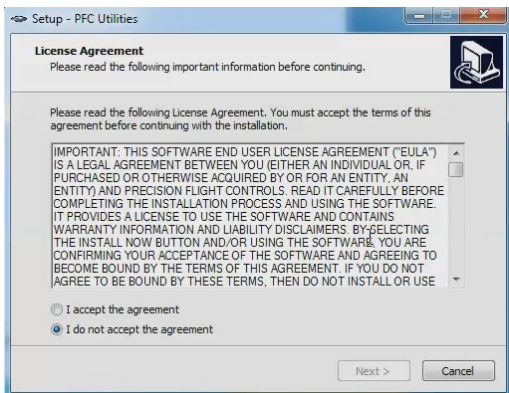 Setup - PFC Utilities
License Agreement
Please read the following important information before continuing.
Please read the following License Agreement. You must accept the terms of this
agreement before continuing with the installation.
IMPORTANT: THIS SOFTWARE END USER LICENSE AGREEMENT ("EULA")
IS A LEGAL AGREEMENT BETWEEN YOU (EITHER AN INDIVIDUAL OR, IF
PURCHASED OR OTHERWISE ACQUIRED BY OR FOR AN ENTITY, AN
ENTITY) AND PRECISION FLIGHT CONTROLS. READ IT CAREFULLY BEFORE
COMPLETING THE INSTALLATION PROCESS AND USING THE SOFTWARE.
IT PROVIDES A LICENSE TO USE THE SOFTWARE AND CONTAINS
WARRANTY INFORMATION AND LIABILITY DISCLAIMERS. BY SELECTING
THE INSTALL NOW BUTTON AND/OR USING THE SOFTWARE, YOU ARE
CONFIRMING YOUR ACCEPTANCE OF THE SOFTWARE AND AGREEING TO
BECOME BOUND BY THE TERMS OF THIS AGREEMENT. IF YOU DO NOT
AGREE TO BE BOUND BY THESE TERMS, THEN DO NOT INSTALL OR USE
I accept the agreement
I do not accept the agreement
Next >
Cancel